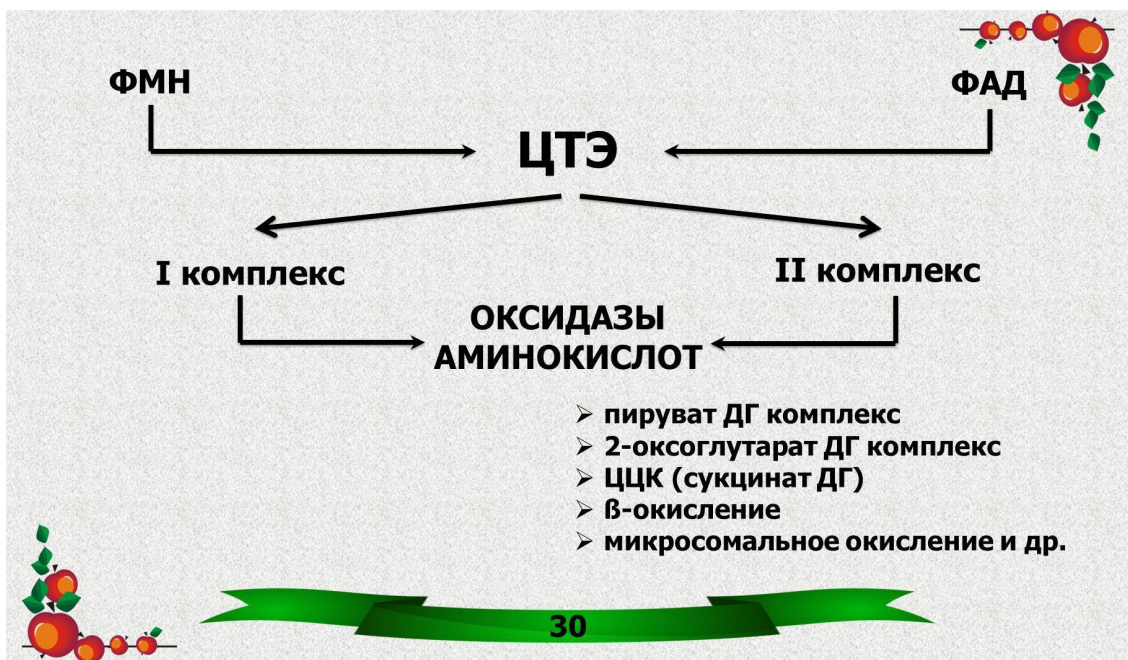 ФМН
ФАД
ЦТЭ
I комплекс
II комплекс
ОКСИДАЗЫ
АМИНОКИСЛОТ
➢ пируват ДГ комплекс
➢ 2-оксоглутарат ДГ комплекс
➢ ЦЦК (сукцинат ДГ)
➢ ß-окисление
➢ микросомальное окисление и др.
30